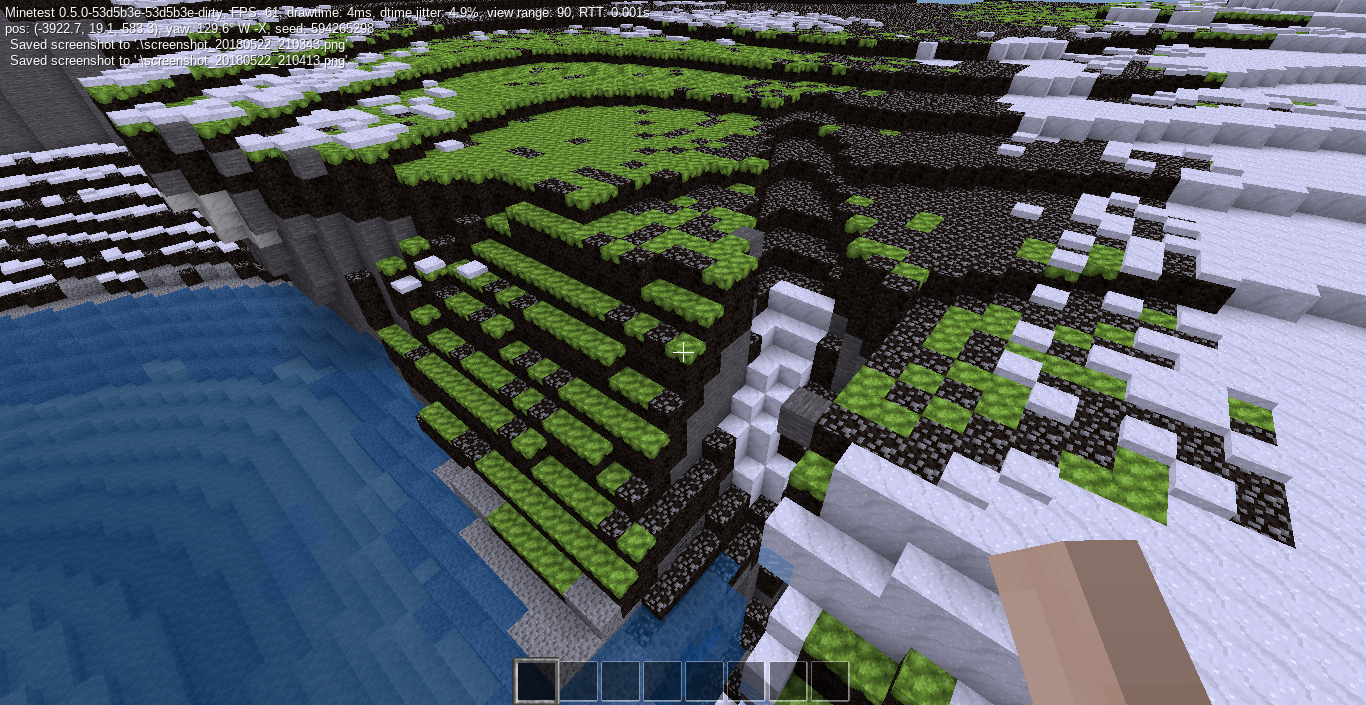 Minetest 0.5.0-53d5b3e-53d5b3e-dirty, FPS: 61, drawtime: 4ms, dtime jitter: 4.9%, view range: 90, RTT: 0.001s
pos: (-3922.7, 19.1, 583.3), yaw: 129.6° W -X, seed: 594265298
Saved screenshot to '.\screenshot_20180522_210343.png'
Saved screenshot to '.\screenshot_20180522_210413.png'